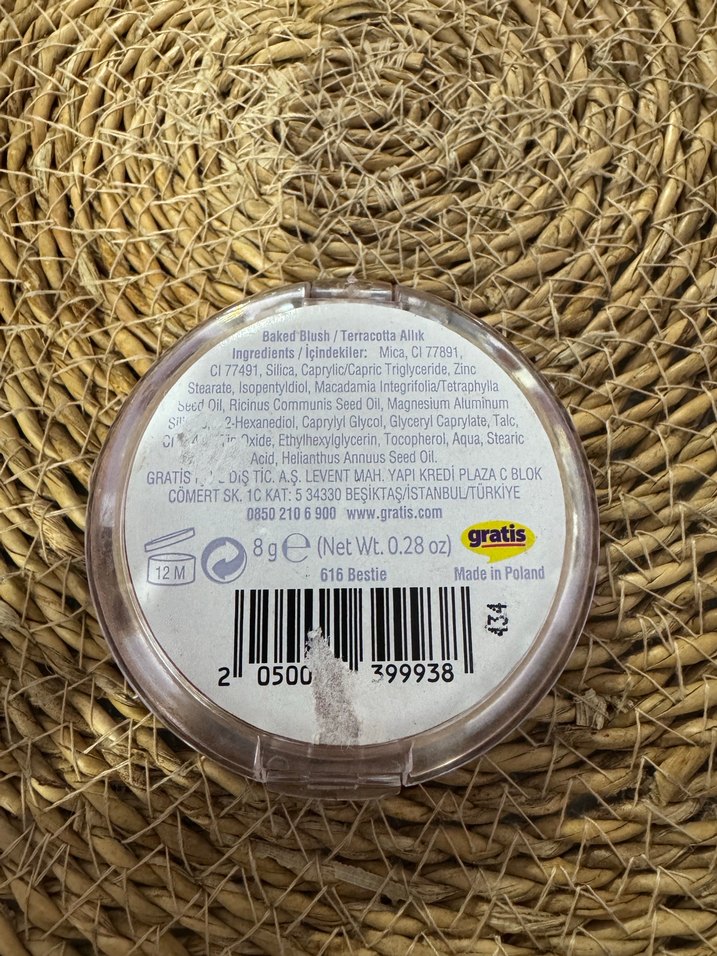 Baked Blush / Terracotta Allık
Ingredients / İçindekiler: Mica, CI 77891,
CI 77491, Silica, Caprylic/Capric Triglyceride, Zinc
Stearate, Isopentyldiol, Macadamia Integrifolia/Tetraphylla
Seed Oil, Ricinus Communis Seed Oil, Magnesium Aluminum
2-Hexanediol, Caprylyl Glycol, Glyceryl Caprylate, Talc,
Oxide, Ethylhexylglycerin, Tocopherol, Aqua, Stearic
Acid, Helianthus Annuus Seed Oil.
GRATİS DIŞ TİC. A.Ş. LEVENT MAH. YAPI KREDİ PLAZA C BLOK
CÖMERT SK. 1C KAT: 5 34330 BEŞİKTAŞ/İSTANBUL/TÜRKİYE
0850 210 6 900 www.gratis.com
gratis
12 M
8 g ℮ (Net Wt. 0.28 oz)
616 Bestie
Made in Poland
434
2 0500 399938